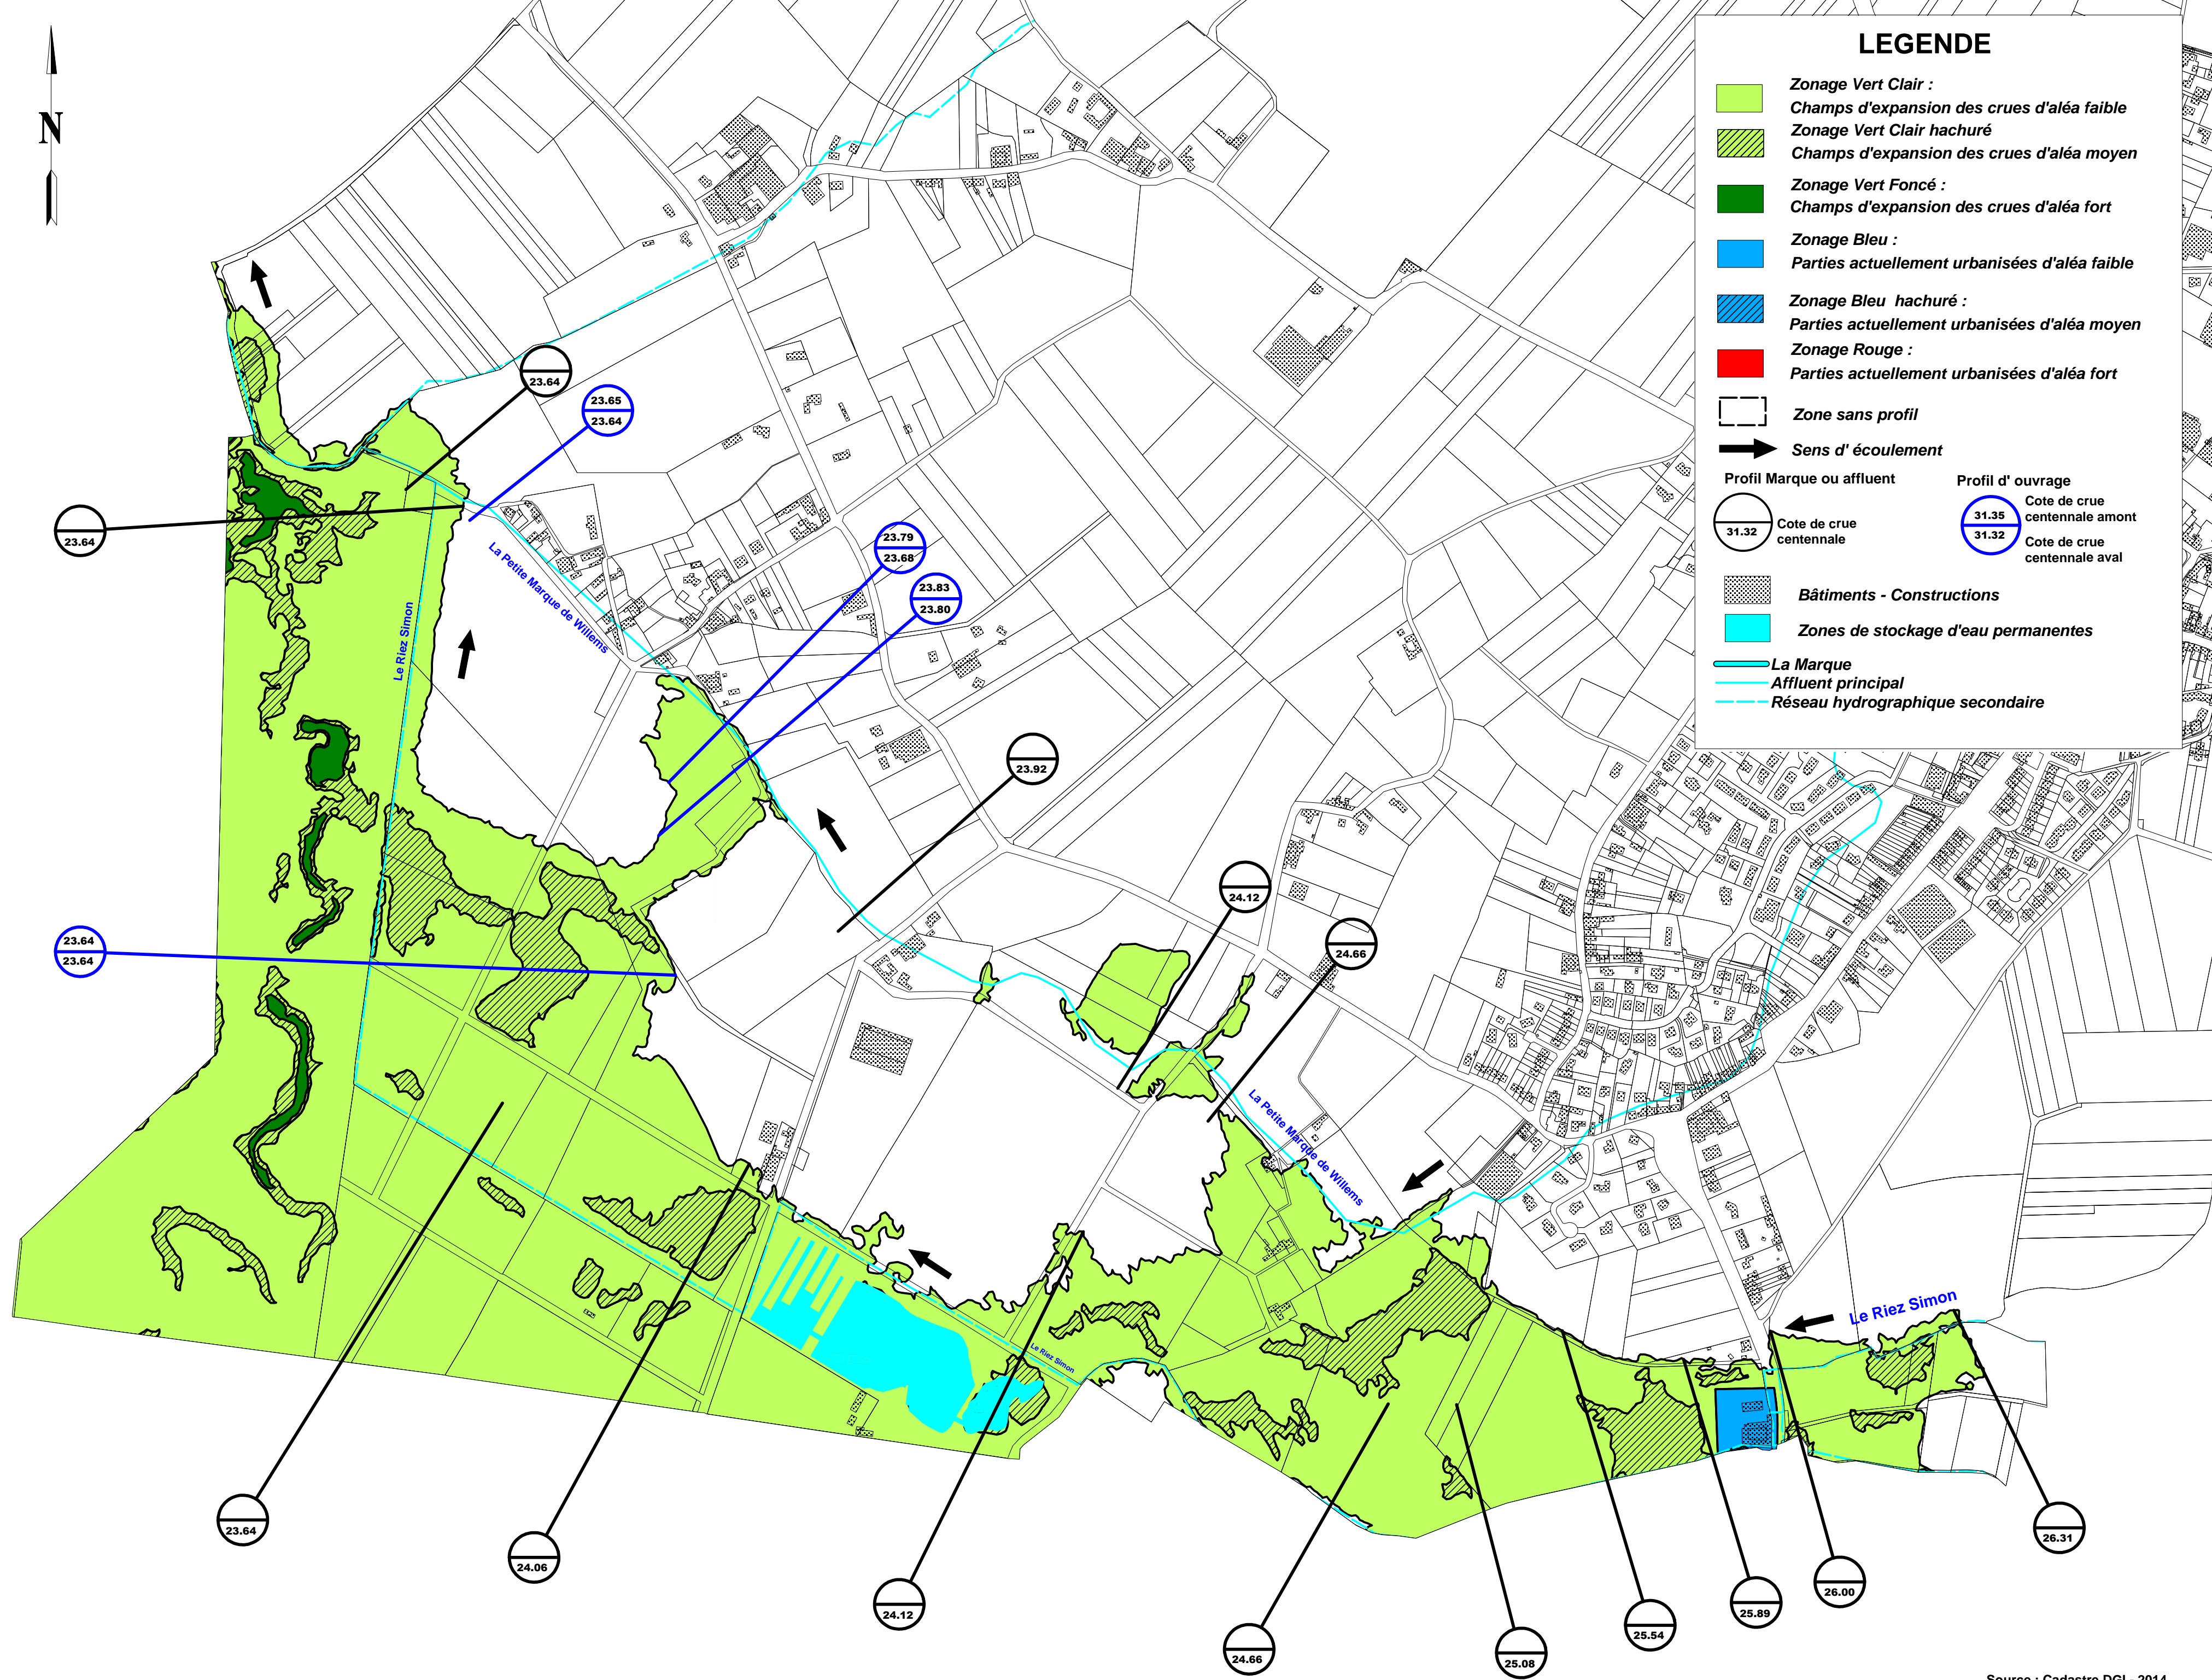 N
LEGENDE
Zonage Vert Clair :
Champs d'expansion des crues d'aléa faible
Zonage Vert Clair hachuré
Champs d'expansion des crues d'aléa moyen
Zonage Vert Foncé :
Champs d'expansion des crues d'aléa fort
Zonage Bleu :
Parties actuellement urbanisées d'aléa faible
Zonage Bleu hachuré :
Parties actuellement urbanisées d'aléa moyen
Zonage Rouge :
Parties actuellement urbanisées d'aléa fort
Zone sans profil
Sens d' écoulement
Profil Marque ou affluent
31.32
Cote de crue
centennale
Profil d' ouvrage
31.35
31.32
Cote de crue
centennale amont
Cote de crue
centennale aval
Bâtiments - Constructions
Zones de stockage d'eau permanentes
La Marque
Affluent principal
Réseau hydrographique secondaire
23.64
23.65
23.64
23.64
23.79
23.68
23.83
23.80
La Petite Marque de Willems
Le Riez Simon
23.92
24.12
24.66
23.64
23.64
La Petite Marque de Willems
Le Riez Simon
Le Riez Simon
23.64
24.06
24.12
24.66
25.08
25.54
25.89
26.00
26.31
Source : Cadastre DGI - 2014